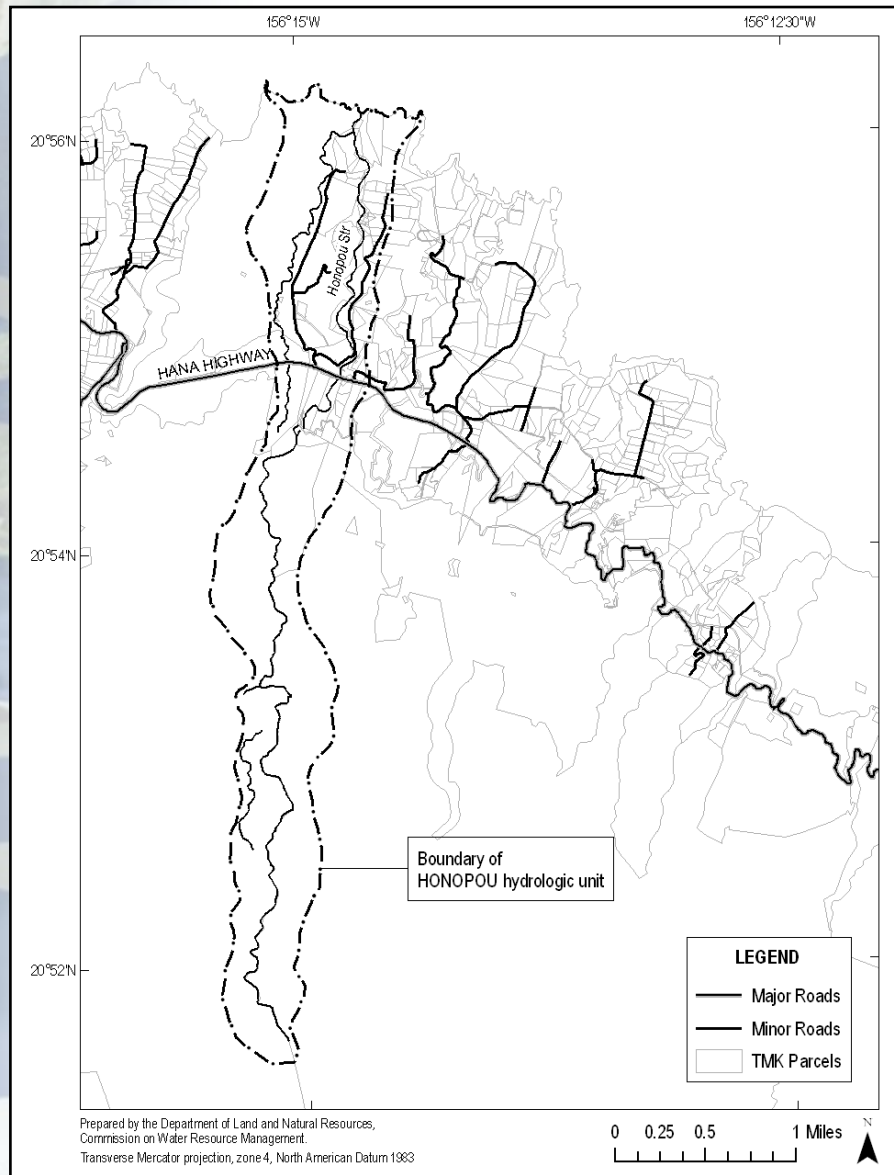 156°15'W
156°12'30"W
20°56'N
Honopou Str
HANA HIGHWAY
20°54'N
Boundary of
HONOPOU hydrologic unit
20°52'N
LEGEND
Major Roads
Minor Roads
TMK Parcels
Prepared by the Department of Land and Natural Resources,
Commission on Water Resource Management.
Transverse Mercator projection, zone 4, North American Datum 1983
0 0.25 0.5 1 Miles
N